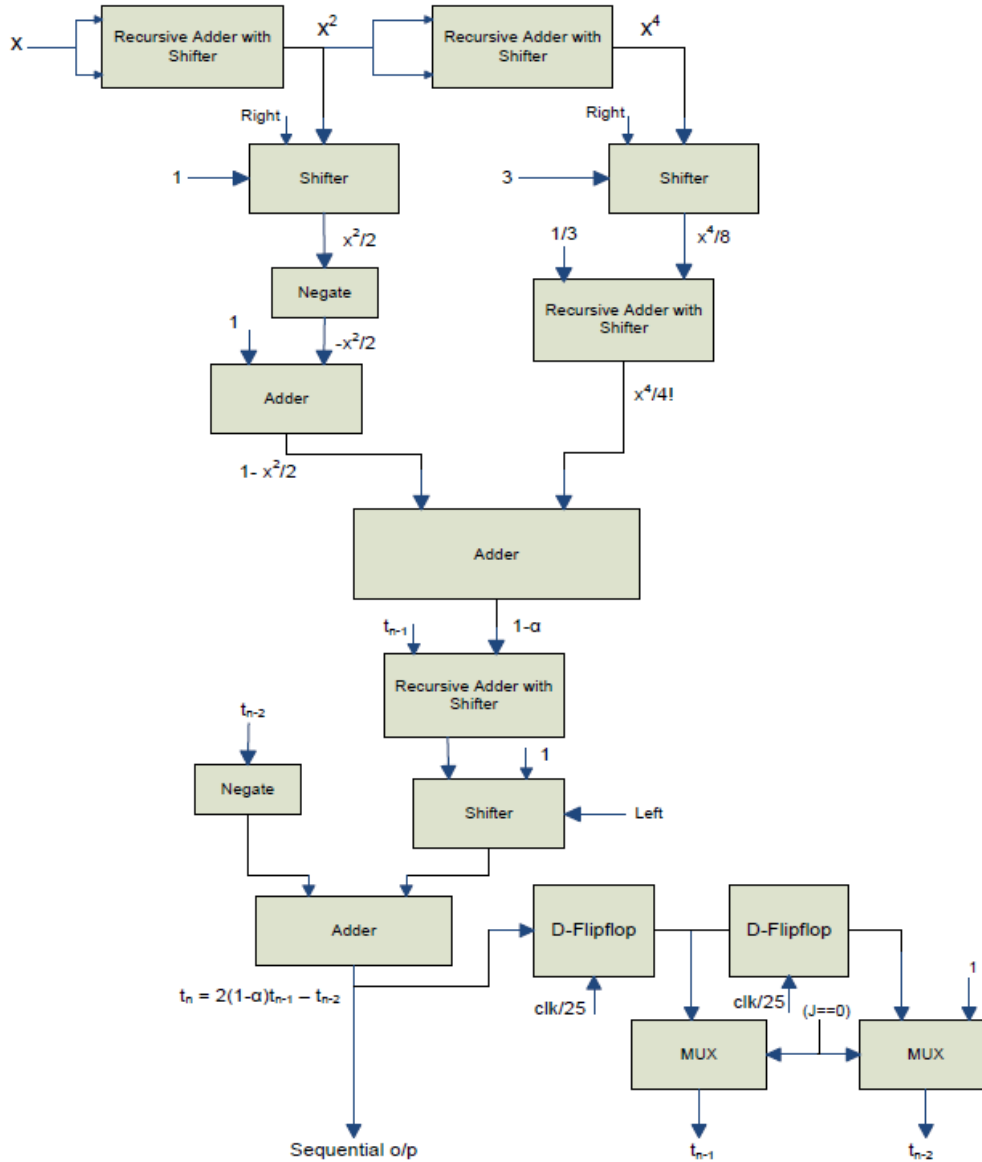 x
Recursive Adder with
Shifter
x²
Recursive Adder with
Shifter
x⁴
Right
Right
1
Shifter
3
Shifter
x²/2
1/3
x⁴/8
Negate
Recursive Adder with
Shifter
1
-x²/2
Adder
x⁴/4!
1- x²/2
Adder
tₙ₋₁
1-α
Recursive Adder with
Shifter
tₙ₋₂
1
Negate
Shifter
Left
Adder
D-Flipflop
D-Flipflop
tₙ = 2(1-α)tₙ₋₁ – tₙ₋₂
clk/25
clk/25
(J==0)
1
MUX
MUX
Sequential o/p
tₙ₋₁
tₙ₋₂